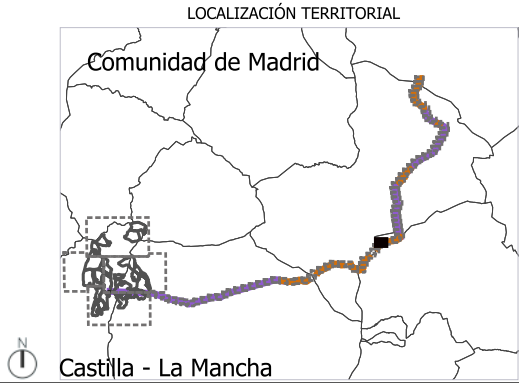 LOCALIZACIÓN TERRITORIAL
Comunidad de Madrid
N
Castilla - La Mancha